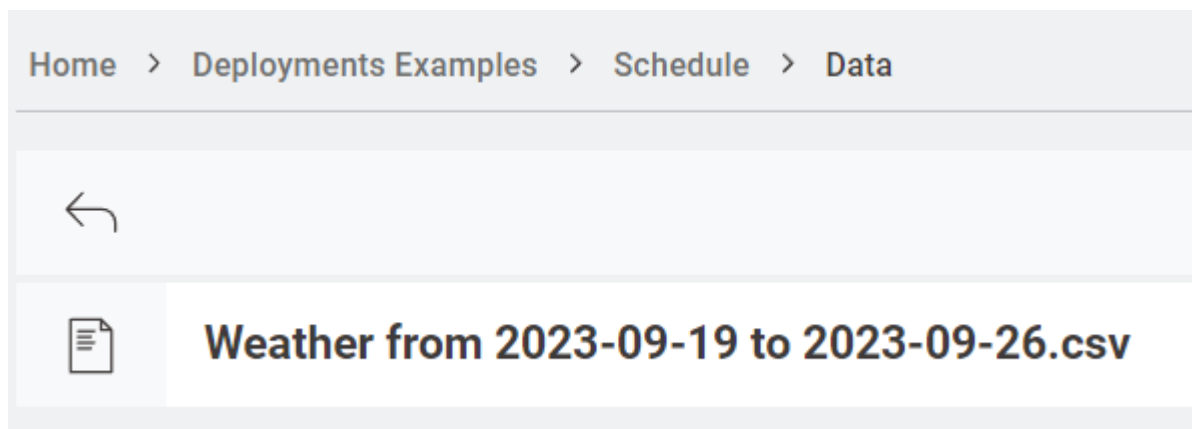 Home > Deployments Examples > Schedule > Data
Weather from 2023-09-19 to 2023-09-26.csv